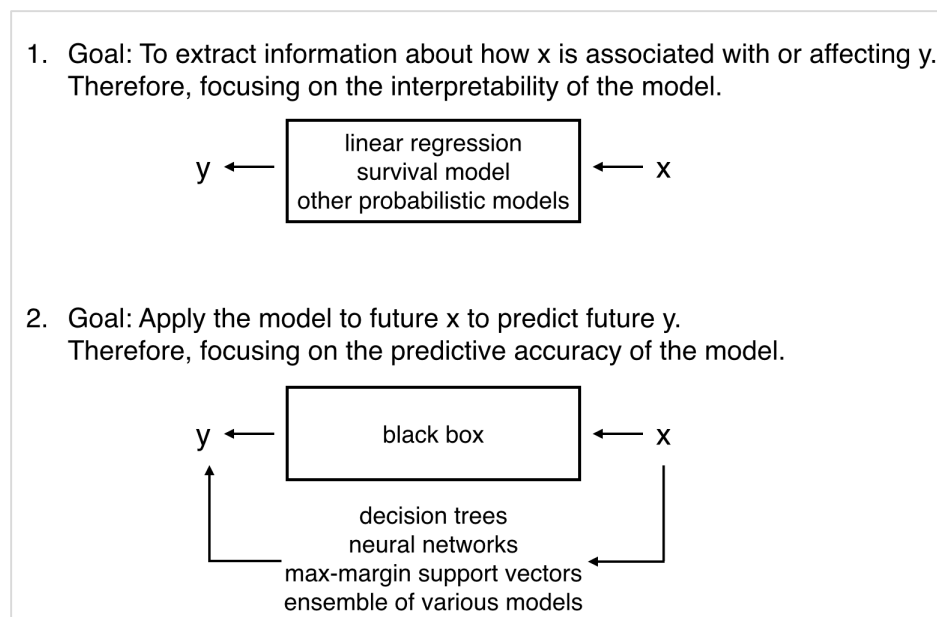 1. Goal: To extract information about how x is associated with or affecting y.
Therefore, focusing on the interpretability of the model.
linear regression
y
survival model
x
other probabilistic models
2. Goal: Apply the model to future x to predict future y.
Therefore, focusing on the predictive accuracy of the model.
y
black box
x
decision trees
neural networks
max-margin support vectors
ensemble of various models